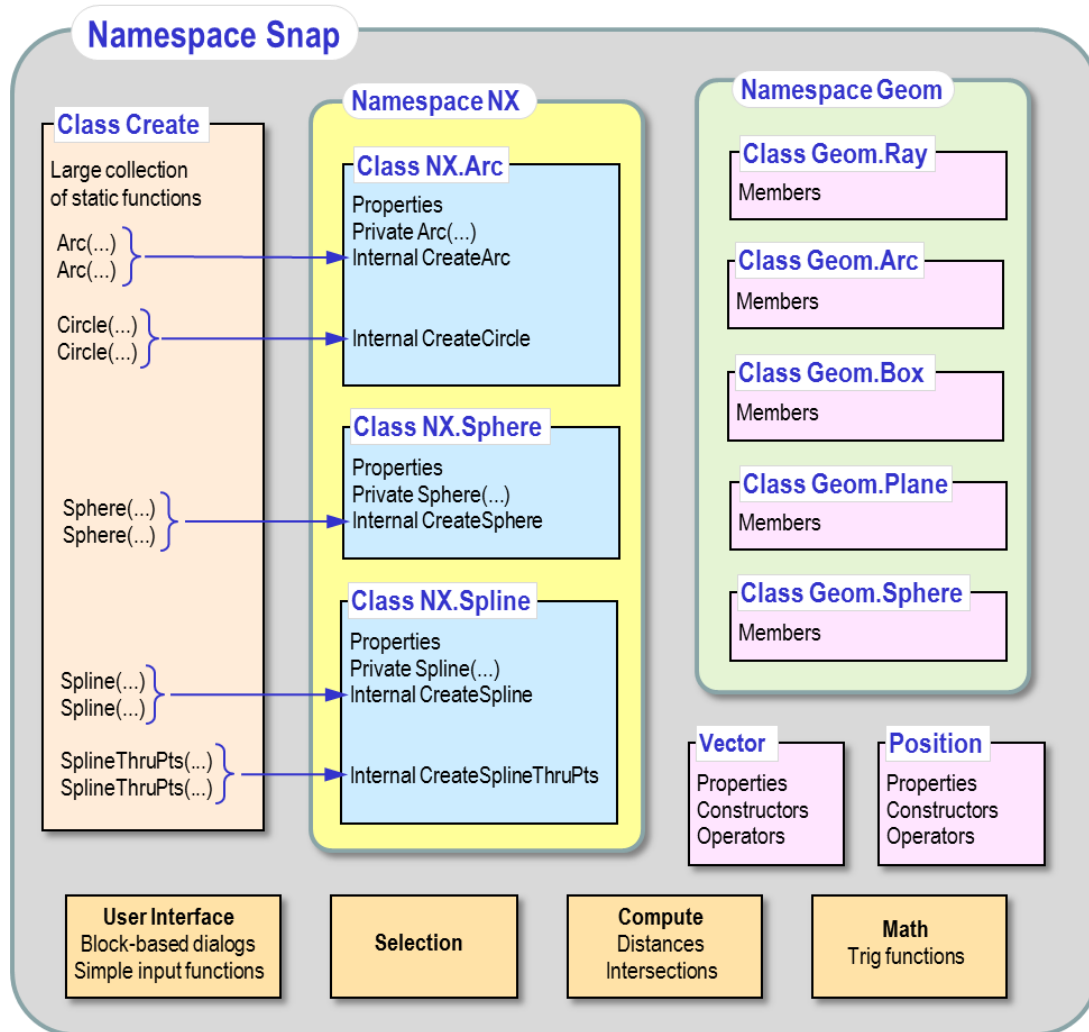 Namespace Snap
Class Create
Large collection
of static functions
Arc(...)
Arc(...)
Circle(...)
Circle(...)
Sphere(...)
Sphere(...)
Spline(...)
Spline(...)
SplineThruPts(...)
SplineThruPts(...)
Namespace NX
Class NX.Arc
Properties
Private Arc(...)
Internal CreateArc
Internal CreateCircle
Class NX.Sphere
Properties
Private Sphere(...)
Internal CreateSphere
Class NX.Spline
Properties
Private Spline(...)
Internal CreateSpline
Internal CreateSplineThruPts
Namespace Geom
Class Geom.Ray
Members
Class Geom.Arc
Members
Class Geom.Box
Members
Class Geom.Plane
Members
Class Geom.Sphere
Members
Vector
Properties
Constructors
Operators
Position
Properties
Constructors
Operators
User Interface
Block-based dialogs
Simple input functions
Selection
Compute
Distances
Intersections
Math
Trig functions